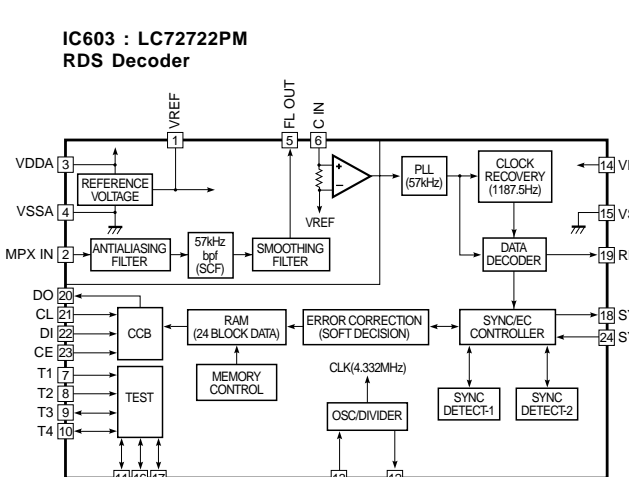 IC603 : LC72722PM
RDS Decoder
VREF
FL OUT
C IN
1
5
6
VDDA 3
REFERENCE
VOLTAGE
VSSA 4
MPX IN 2
ANTIALIASING
FILTER
57kHz
bpf
(SCF)
SMOOTHING
FILTER
+
–
VREF
PLL
(57kHz)
CLOCK
RECOVERY
(1187.5Hz)
DATA
DECODER
14
15
19
18
24
DO 20
CL 21
DI 22
CE 23
CCB
RAM
(24 BLOCK DATA)
ERROR CORRECTION
(SOFT DECISION)
SYNC/EC
CONTROLLER
MEMORY
CONTROL
CLK(4.332MHz)
OSC/DIVIDER
SYNC
DETECT-1
SYNC
DETECT-2
T1 7
T2 8
T3 9
T4 10
TEST